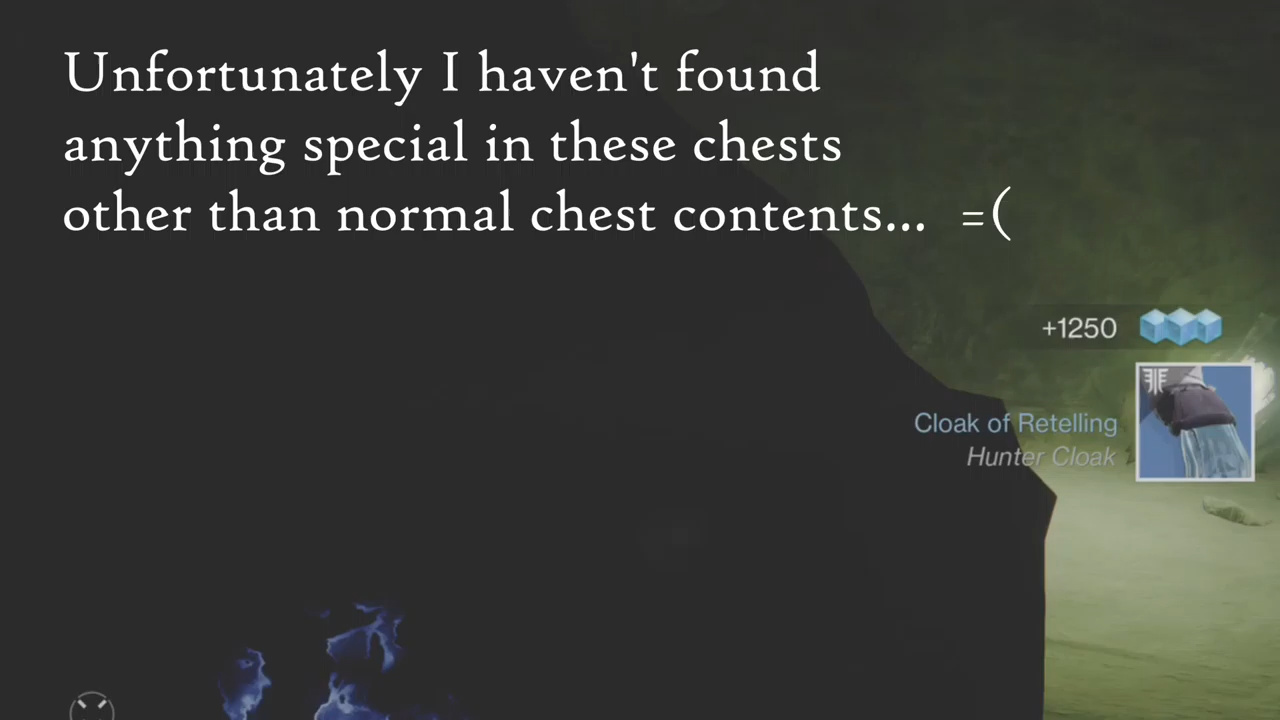 Unfortunately I haven't found
anything special in these chests
other than normal chest contents... =(
+1250
Cloak of Retelling
Hunter Cloak